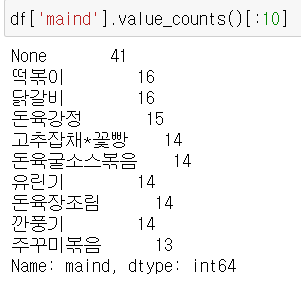 df['maind'].value_counts()[:10]
None 41
떡볶이 16
닭갈비 16
돈육강정 15
고추잡채*꽃빵 14
돈육굴소스볶음 14
유린기 14
돈육장조림 14
깐풍기 14
주꾸미볶음 13
Name: maind, dtype: int64